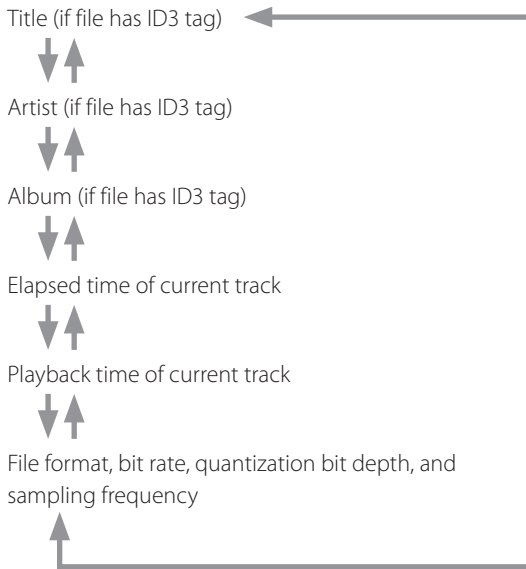 Title (if file has ID3 tag)
Artist (if file has ID3 tag)
Album (if file has ID3 tag)
Elapsed time of current track
Playback time of current track
File format, bit rate, quantization bit depth, and
sampling frequency